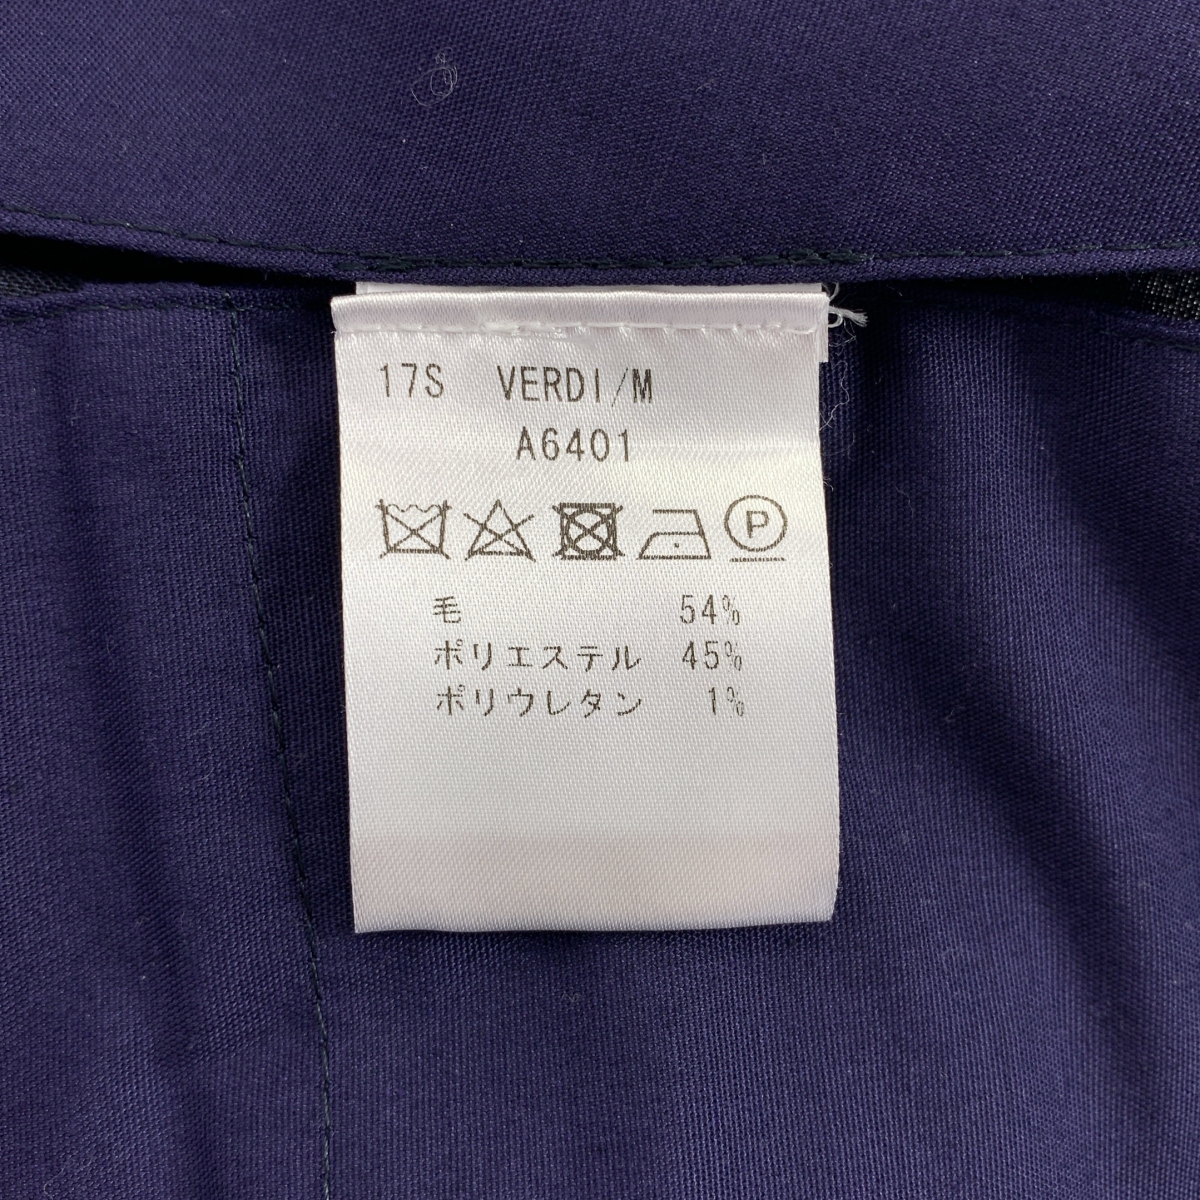 17S VERDI/M
A6401
P
毛 54%
ポリエステル 45%
ポリウレタン 1%